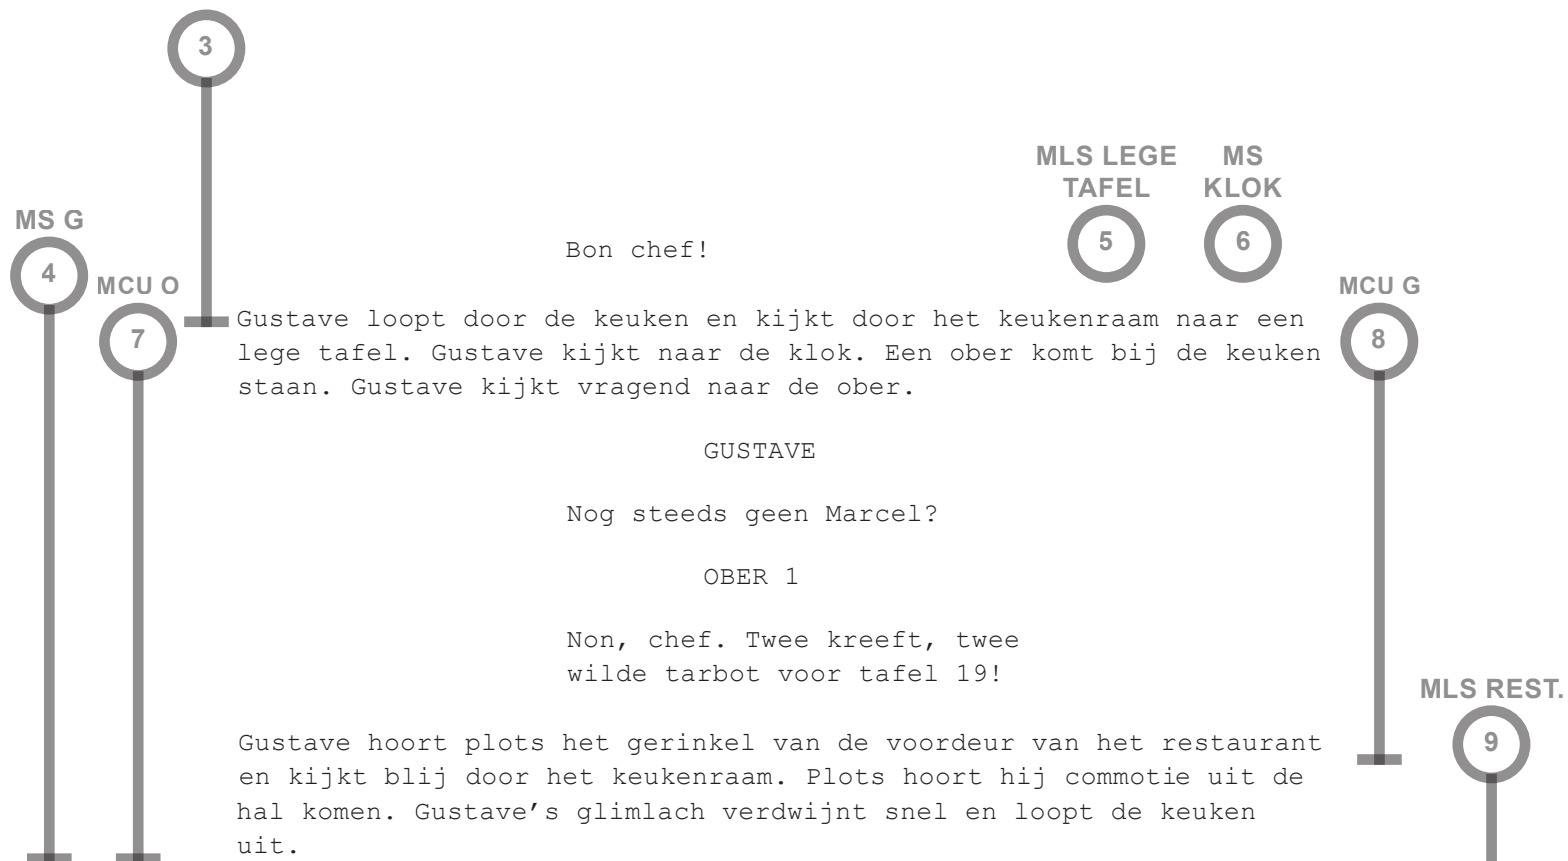 3
MLS LEGE
TAFEL
MS
KLOK
5
6
MS G
4
Bon chef!
MCU O
7
MCU G
8
Gustave loopt door de keuken en kijkt door het keukenraam naar een
lege tafel. Gustave kijkt naar de klok. Een ober komt bij de keuken
staan. Gustave kijkt vragend naar de ober.
GUSTAVE
Nog steeds geen Marcel?
OBER 1
Non, chef. Twee kreeft, twee
wilde tarbot voor tafel 19!
MLS REST.
9
Gustave hoort plots het gerinkel van de voordeur van het restaurant
en kijkt blij door het keukenraam. Plots hoort hij commotie uit de
hal komen. Gustave’s glimlach verdwijnt snel en loopt de keuken
uit.